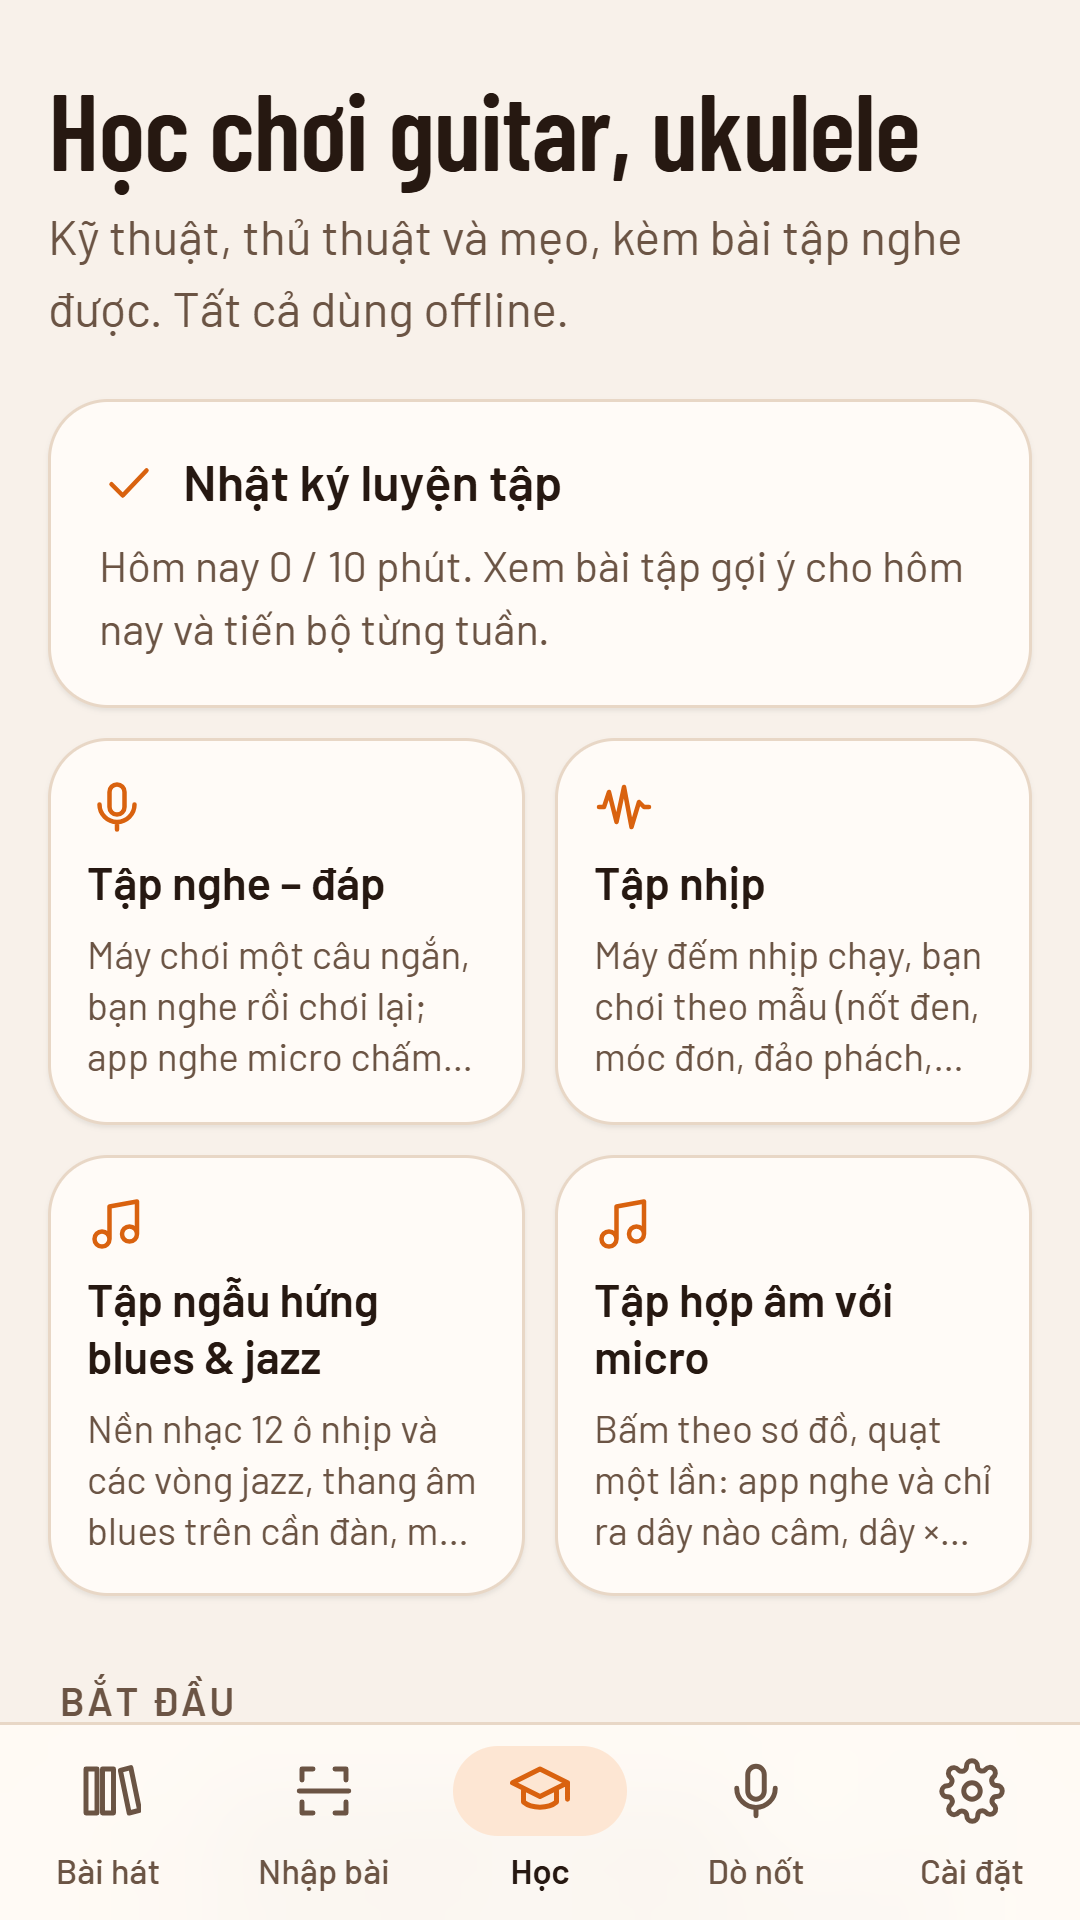 Học chơi guitar, ukulele
Kỹ thuật, thủ thuật và mẹo, kèm bài tập nghe
được. Tất cả dùng offline.
Nhật ký luyện tập
Hôm nay 0 / 10 phút. Xem bài tập gợi ý cho hôm
nay và tiến bộ từng tuần.
Tập nghe – đáp
Máy chơi một câu ngắn,
bạn nghe rồi chơi lại;
app nghe micro chấm...
Tập nhịp
Máy đếm nhịp chạy, bạn
chơi theo mẫu (nốt đen,
móc đơn, đảo phách,...
Tập ngẫu hứng
blues & jazz
Nền nhạc 12 ô nhịp và
các vòng jazz, thang âm
blues trên cần đàn, m...
Tập hợp âm với
micro
Bấm theo sơ đồ, quạt
một lần: app nghe và chỉ
ra dây nào câm, dây ×...
BẮT ĐẦU
Bài hát
Nhập bài
Học
Dò nốt
Cài đặt